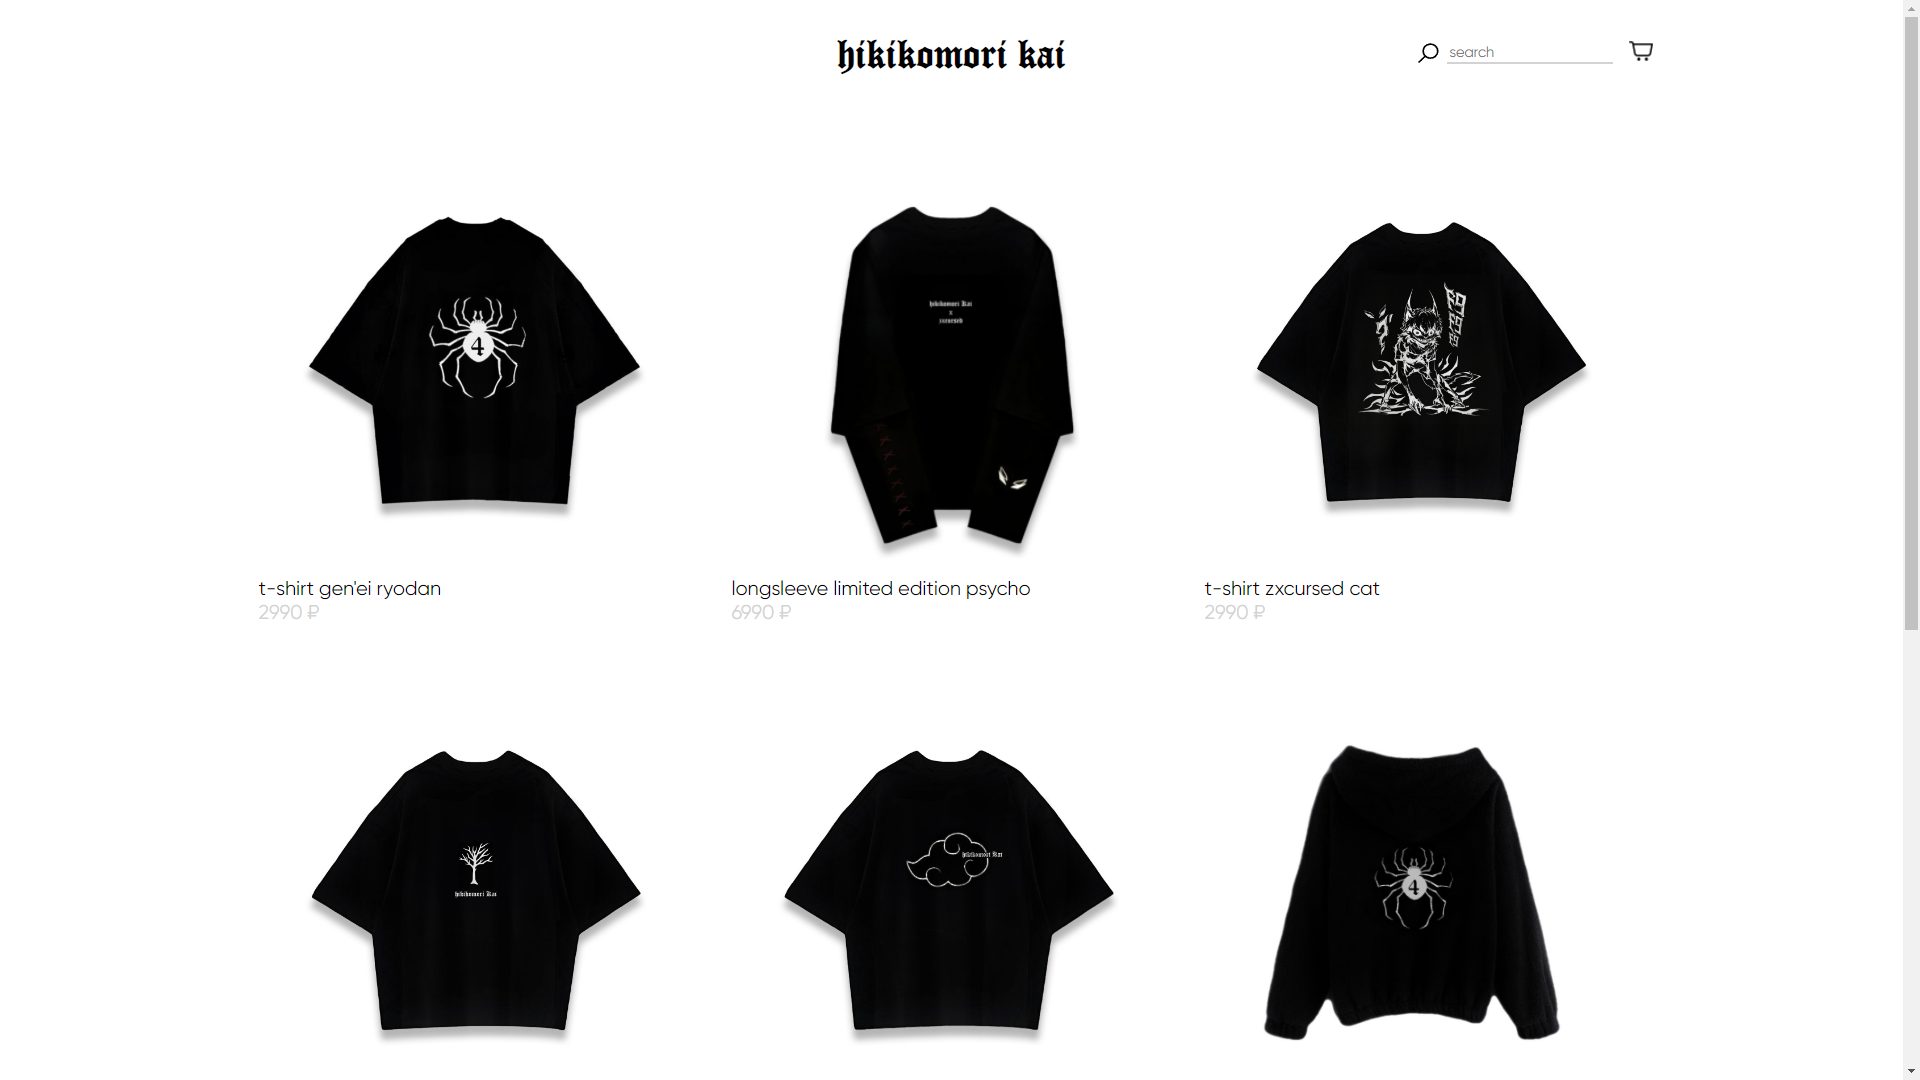 hikikomori kai
search
4
hikikomori Kai
x
zxcursed
t-shirt gen'ei ryodan
2990 ₽
longsleeve limited edition psycho
6990 ₽
t-shirt zxcursed cat
2990 ₽
hikikomori Kai
hikikomori Kai
4